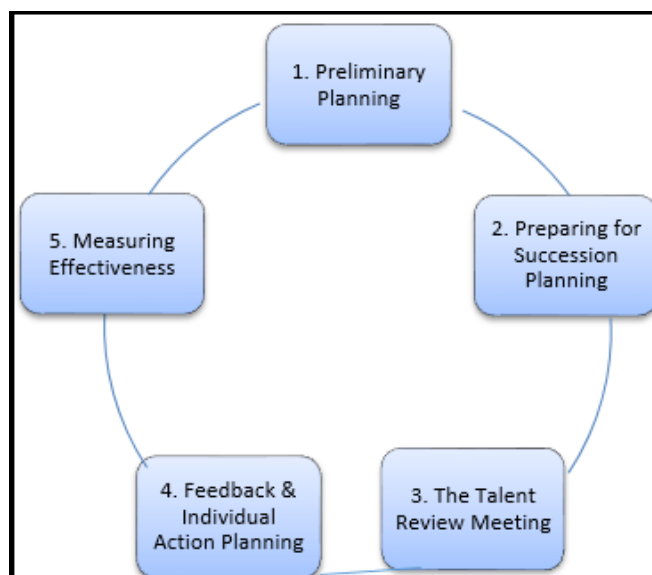 1. Preliminary
Planning
2. Preparing for
Succession
Planning
3. The Talent
Review Meeting
4. Feedback &
Individual
Action Planning
5. Measuring
Effectiveness